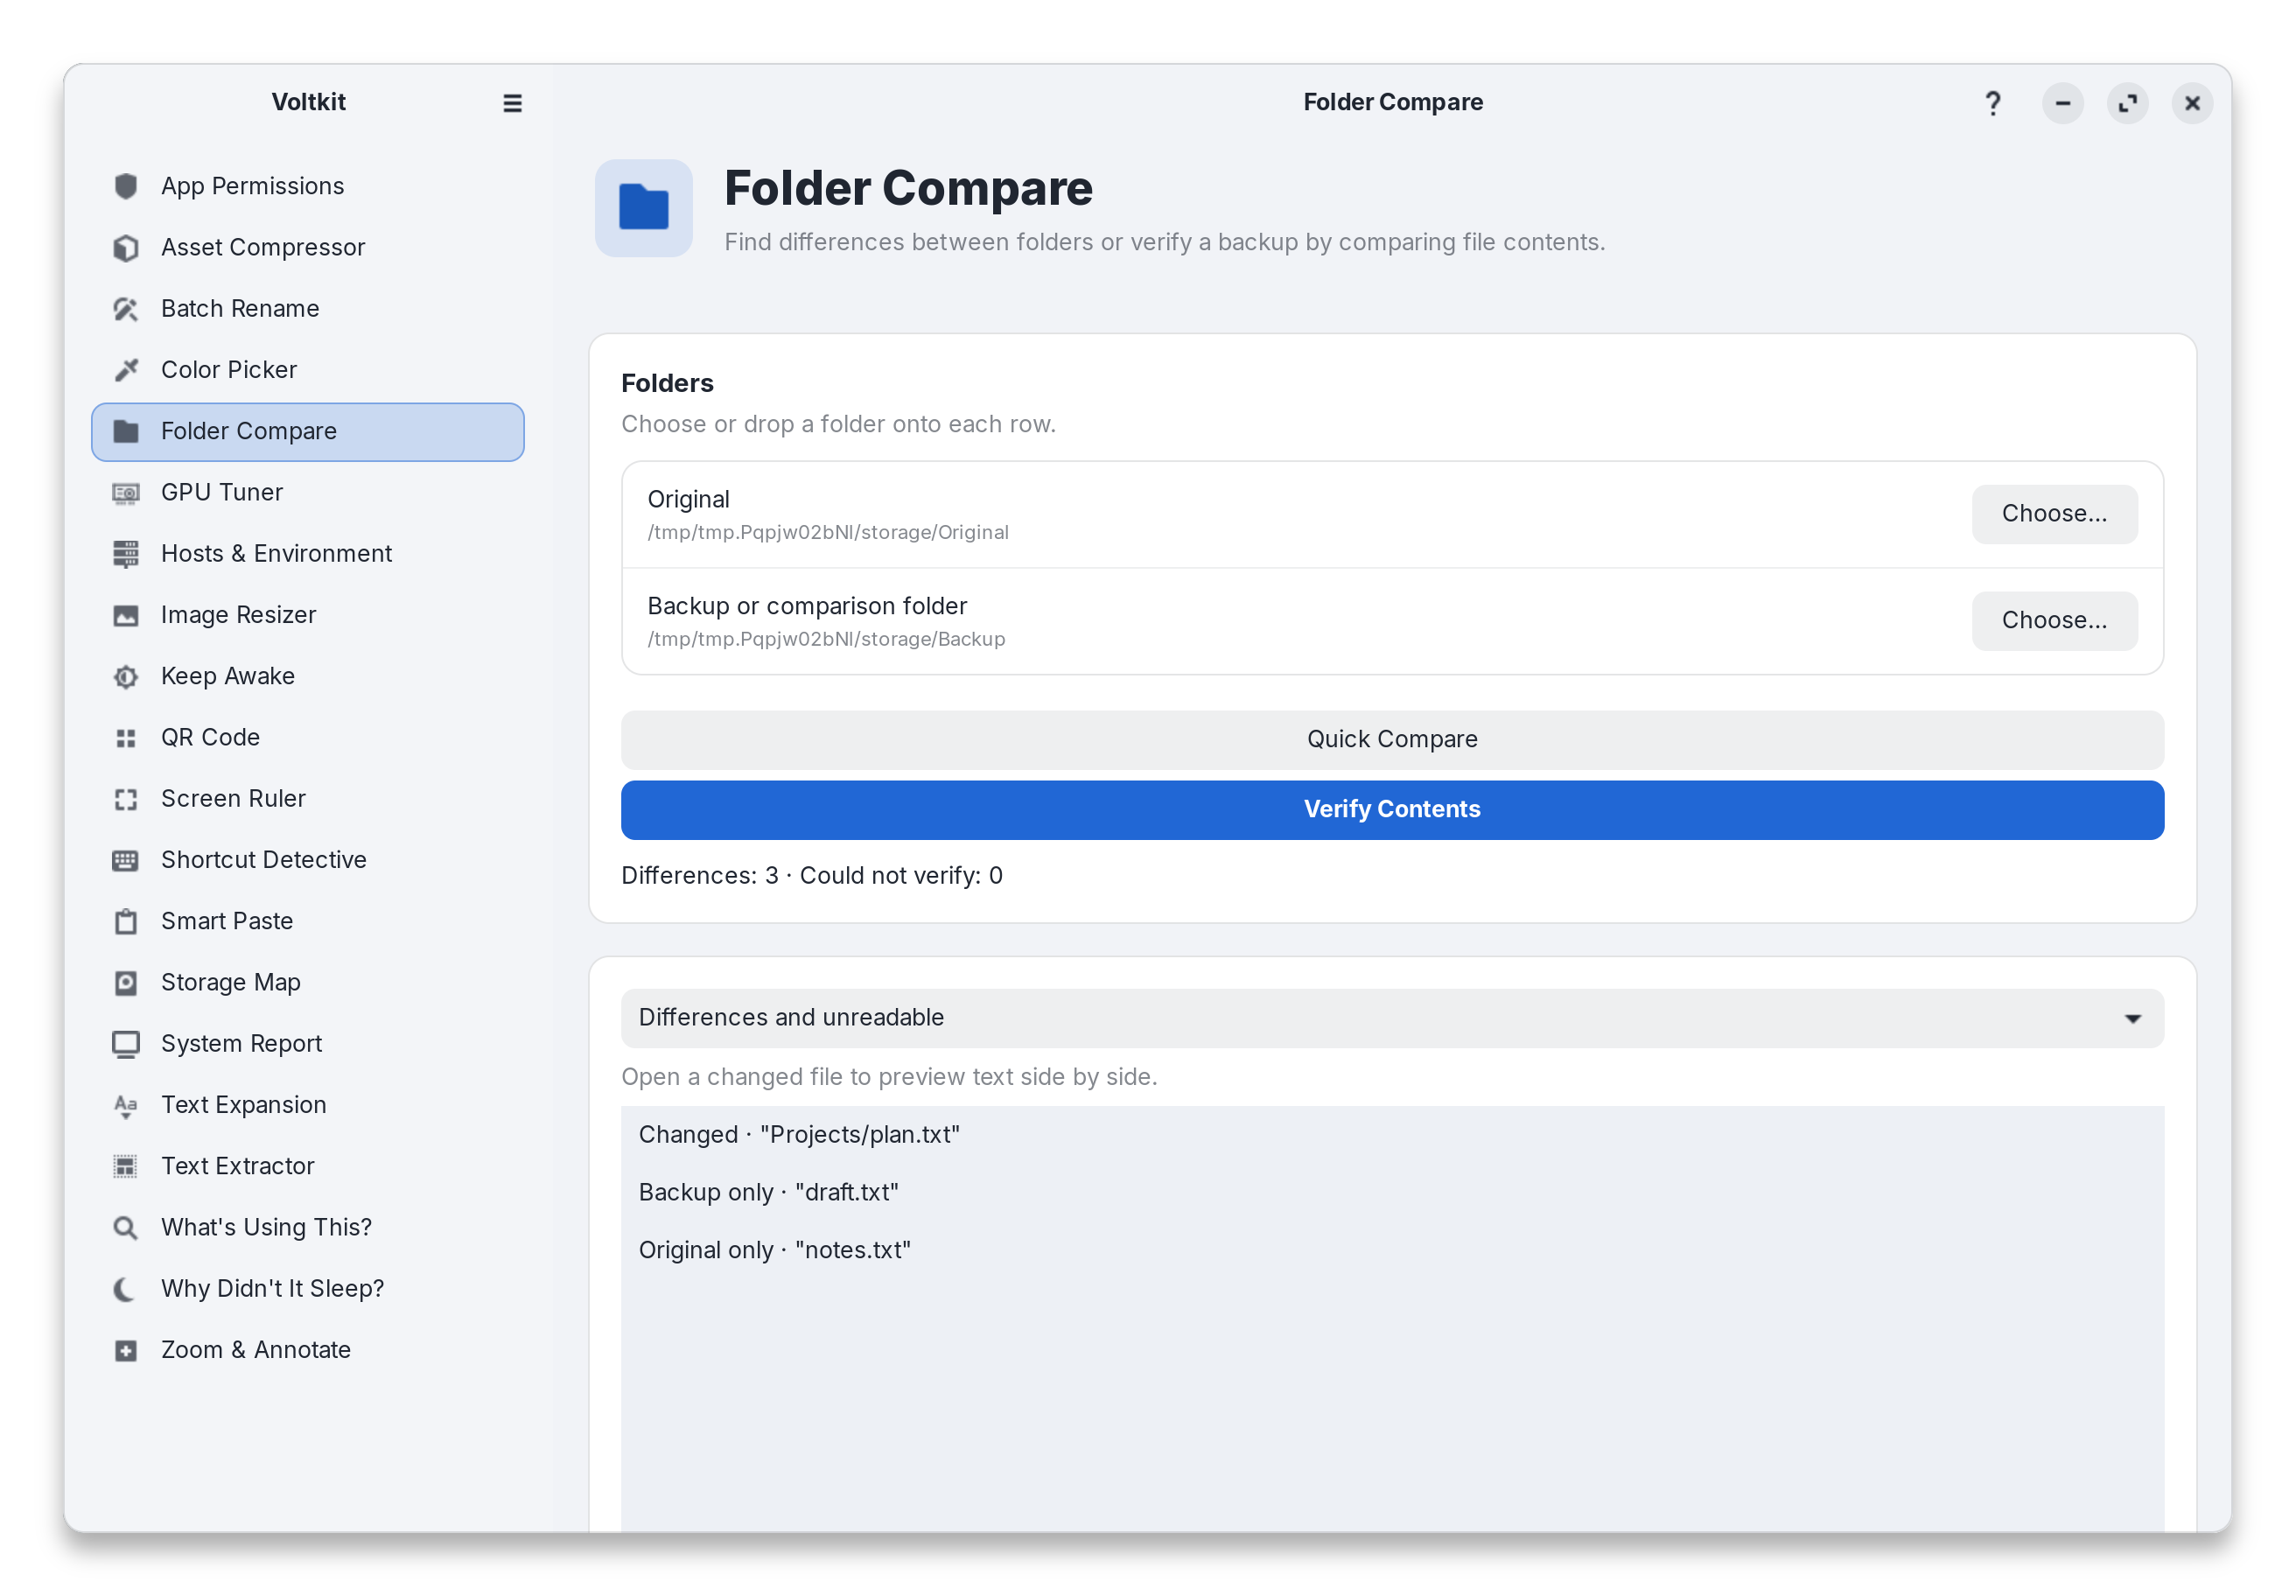 Voltkit
Folder Compare
?
App Permissions
Asset Compressor
Batch Rename
Color Picker
Folder Compare
GPU Tuner
Hosts & Environment
Image Resizer
Keep Awake
QR Code
Screen Ruler
Shortcut Detective
Smart Paste
Storage Map
System Report
Text Expansion
Text Extractor
What's Using This?
Why Didn't It Sleep?
Zoom & Annotate
Folder Compare
Find differences between folders or verify a backup by comparing file contents.
Folders
Choose or drop a folder onto each row.
Original
/tmp/tmp.Pqpjw02bNl/storage/Original
Choose...
Backup or comparison folder
/tmp/tmp.Pqpjw02bNl/storage/Backup
Choose...
Quick Compare
Verify Contents
Differences: 3 · Could not verify: 0
Differences and unreadable
Open a changed file to preview text side by side.
Changed · "Projects/plan.txt"
Backup only · "draft.txt"
Original only · "notes.txt"